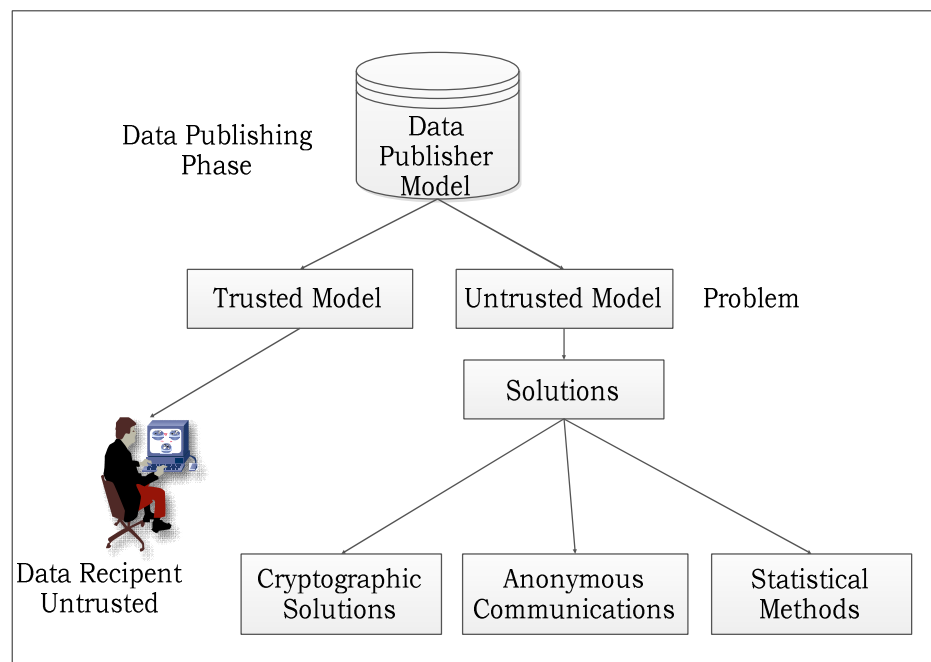 Data Publishing
Phase
Data
Publisher
Model
Trusted Model
Untrusted Model
Problem
Solutions
Data Recipent
Untrusted
Cryptographic
Solutions
Anonymous
Communications
Statistical
Methods